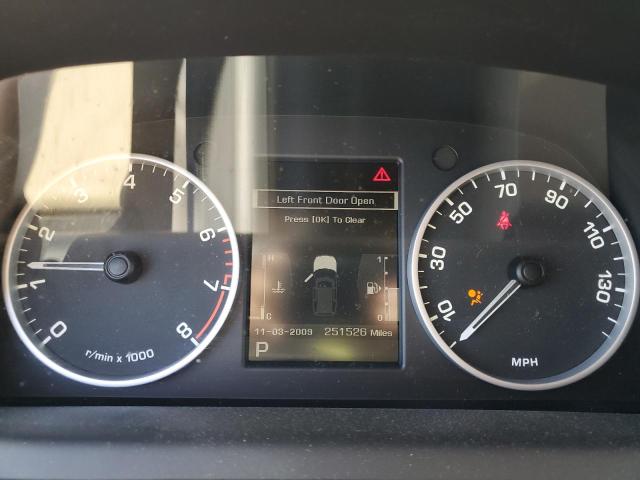 0
1
2
3
4
5
6
7
8
r/min x 1000
Left Front Door Open
Press [OK] To Clear
H
C
1
0
11-03-2009 251526 Miles
P
10
30
50
70
90
110
130
MPH